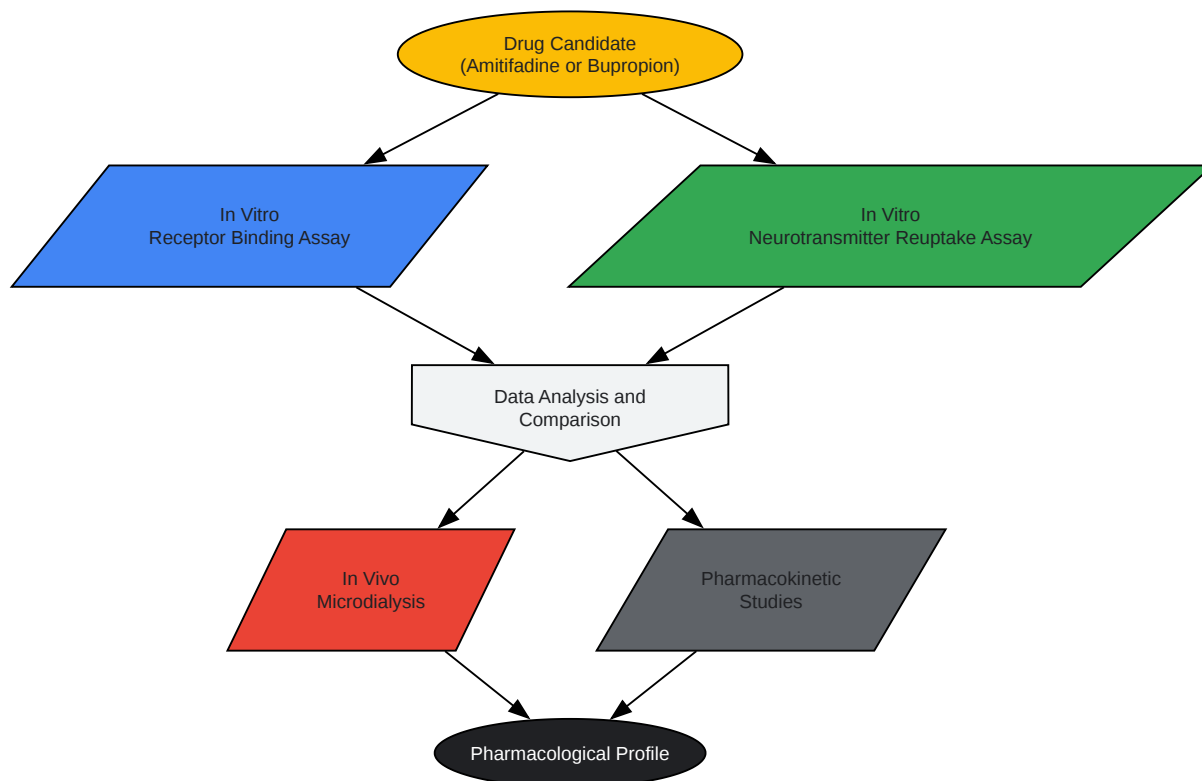 Drug Candidate
(Amitifadine or Bupropion)
In Vitro
Receptor Binding Assay
In Vitro
Neurotransmitter Reuptake Assay
Data Analysis and
Comparison
In Vivo
Microdialysis
Pharmacokinetic
Studies
Pharmacological Profile